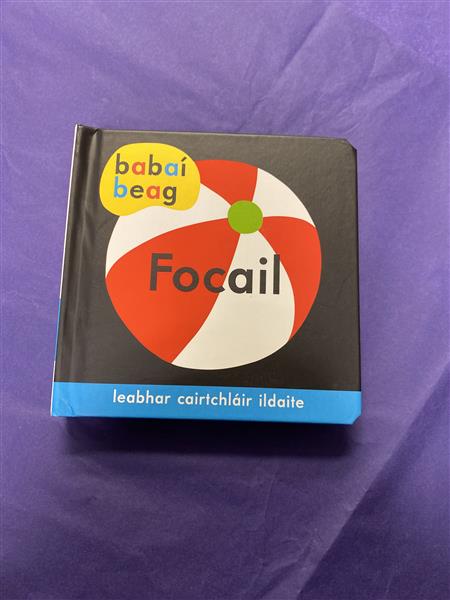 babaí
beag
Focail
leabhar cairtchláir ildaite